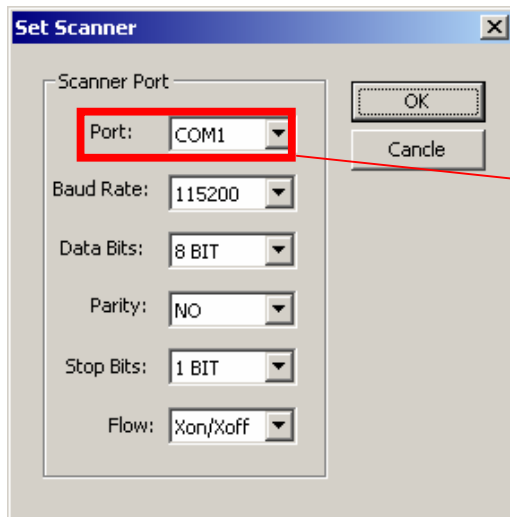 Set Scanner
Scanner Port
Port: COM1
OK
Cancle
Baud Rate: 115200
Data Bits: 8 BIT
Parity: NO
Stop Bits: 1 BIT
Flow: Xon/Xoff